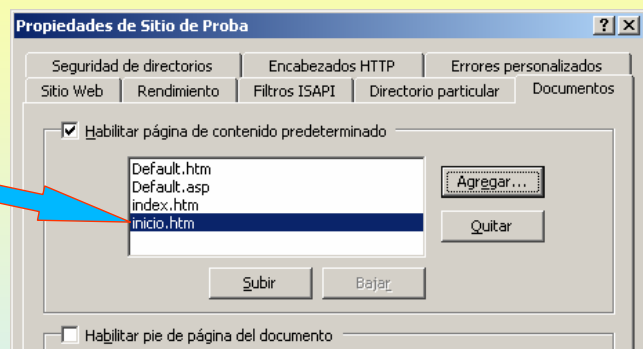 Propiedades de Sitio de Proba
Seguridad de directorios Encabezados HTTP Errores personalizados
Sitio Web Rendimiento Filtros ISAPI Directorio particular Documentos
Habilitar página de contenido predeterminado
Default.htm
Default.asp
index.htm
inicio.htm
Agregar...
Quitar
Subir Bajar
Habilitar pie de página del documento